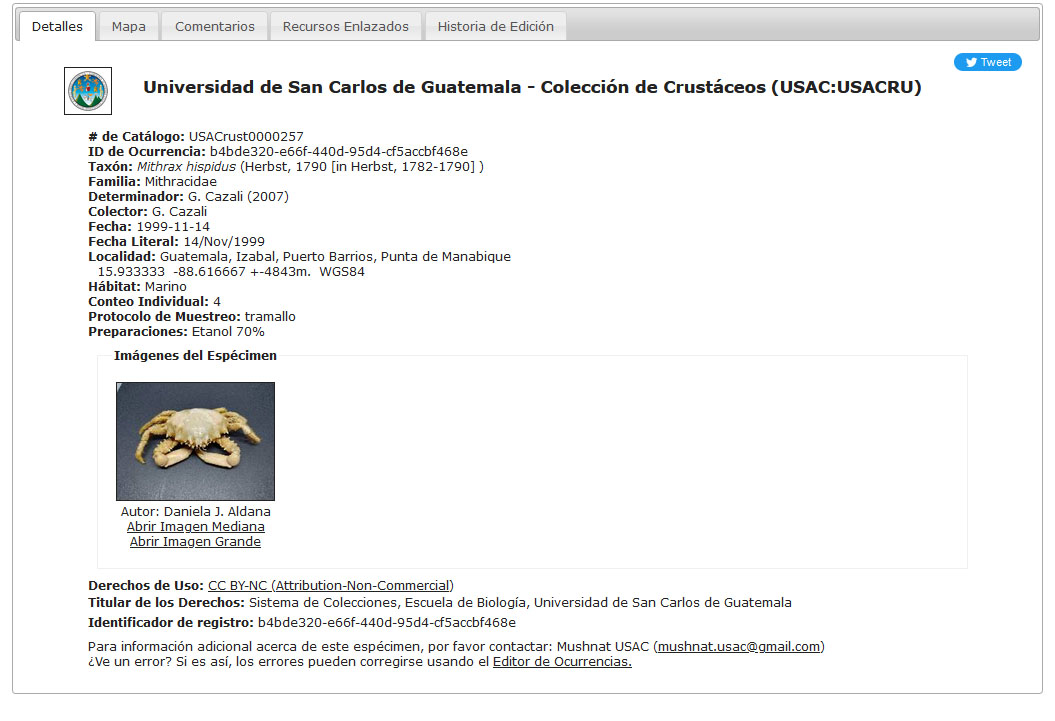 Detalles Mapa Comentarios Recursos Enlazados Historia de Edición
Tweet
Universidad de San Carlos de Guatemala - Colección de Crustáceos (USAC:USACRU)
# de Catálogo: USACrust0000257
ID de Ocurrencia: b4bde320-e66f-440d-95d4-cf5accbf468e
Taxón: Mithrax hispidus (Herbst, 1790 [in Herbst, 1782-1790] )
Familia: Mithracidae
Determinador: G. Cazali (2007)
Colector: G. Cazali
Fecha: 1999-11-14
Fecha Literal: 14/Nov/1999
Localidad: Guatemala, Izabal, Puerto Barrios, Punta de Manabique
15.933333 -88.616667 +-4843m. WGS84
Hábitat: Marino
Conteo Individual: 4
Protocolo de Muestreo: tramallo
Preparaciones: Etanol 70%
Imágenes del Espécimen
Autor: Daniela J. Aldana
Abrir Imagen Mediana
Abrir Imagen Grande
Derechos de Uso: CC BY-NC (Attribution-Non-Commercial)
Titular de los Derechos: Sistema de Colecciones, Escuela de Biología, Universidad de San Carlos de Guatemala
Identificador de registro: b4bde320-e66f-440d-95d4-cf5accbf468e
Para información adicional acerca de este espécimen, por favor contactar: Mushnat USAC (mushnat.usac@gmail.com)
¿Ve un error? Si es así, los errores pueden corregirse usando el Editor de Ocurrencias.